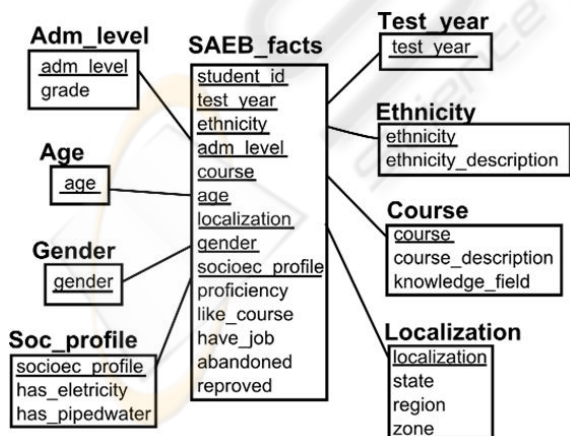 Adm_level
adm_level
grade
Age
age
Gender
gender
Soc_profile
socioec_profile
has_eletricity
has_pipedwater
SAEB_facts
student_id
test_year
ethnicity
adm_level
course
age
localization
gender
socioec_profile
proficiency
like_course
have_job
abandoned
reproved
Test_year
test_year
Ethnicity
ethnicity
ethnicity_description
Course
course
course_description
knowledge_field
Localization
localization
state
region
zone